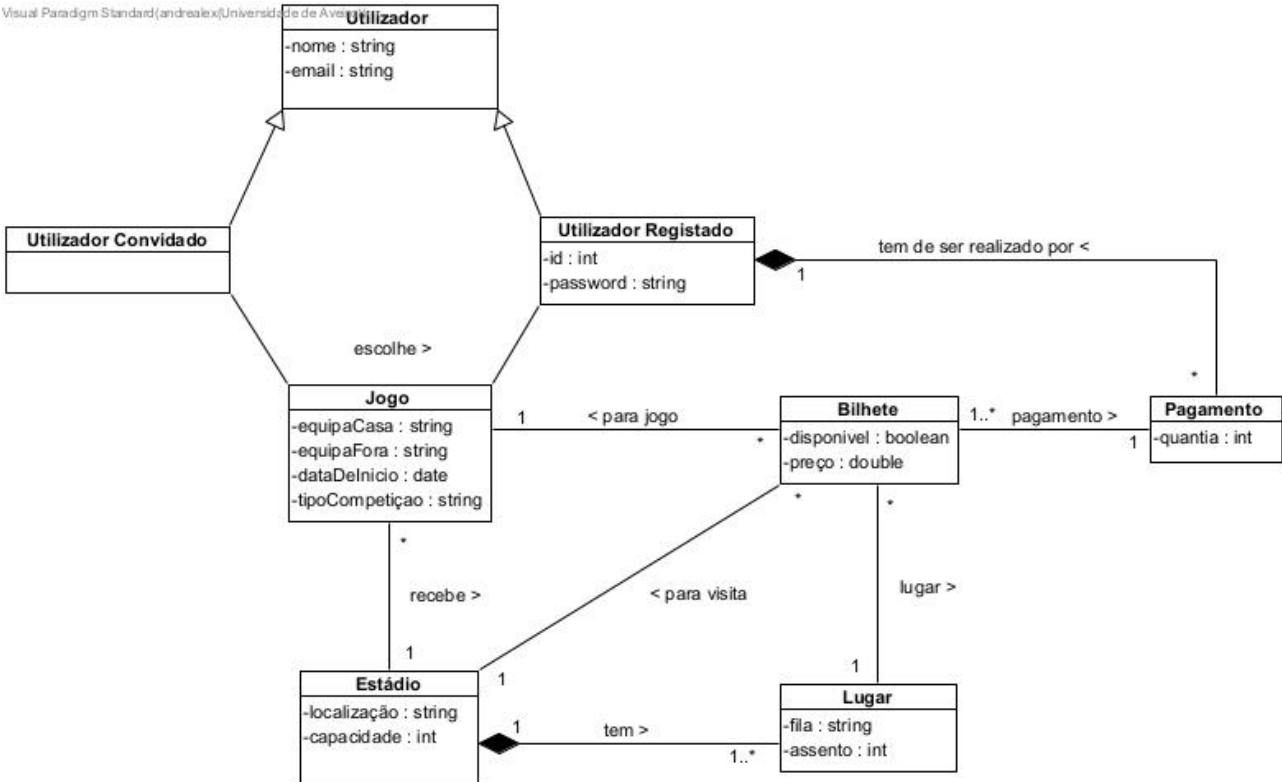 Visual Paradigm Standard(andrealex(Universidade de Aveiro))
Utilizador
-nome : string
-email : string
Utilizador Convidado
Utilizador Registado
-id : int
-password : string
tem de ser realizado por <
1
*
escolhe >
Jogo
-equipaCasa : string
-equipaFora : string
-dataDeInicio : date
-tipoCompetiçao : string
1
< para jogo
*
Bilhete
-disponivel : boolean
-preço : double
1..*
pagamento >
1
Pagamento
-quantia : int
*
recebe >
1
*
< para visita
1
*
lugar >
1
Estádio
-localização : string
-capacidade : int
1
tem >
1..*
Lugar
-fila : string
-assento : int